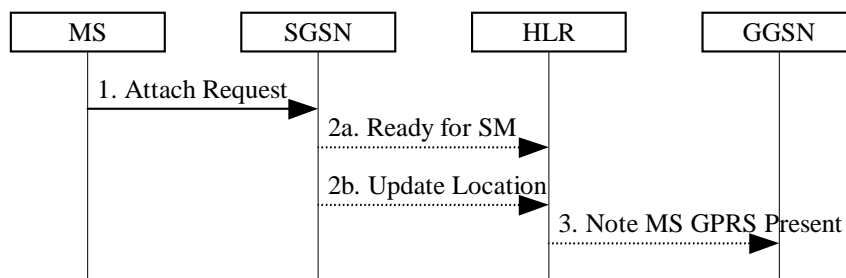 MS
SGSN
HLR
GGSN
1. Attach Request
2a. Ready for SM
2b. Update Location
3. Note MS GPRS Present